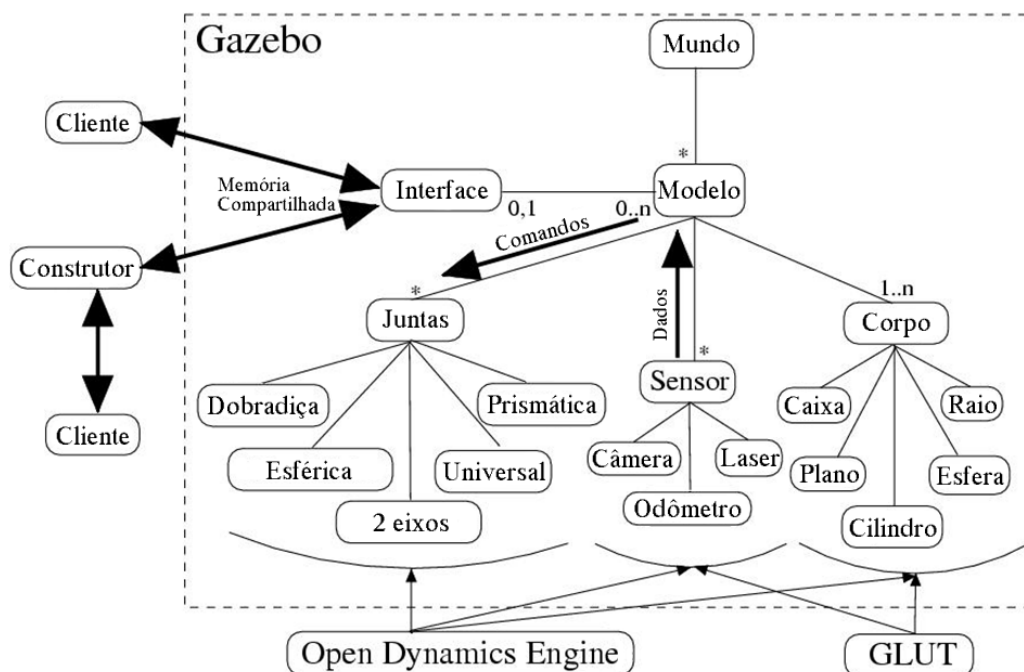 Gazebo
Mundo
Cliente
Memória
Compartilhada
Interface
*
Modelo
0,1
0..n
Comandos
Construtor
*
Juntas
Dados
*
1..n
Corpo
Sensor
Dobradiça
Prismática
Caixa
Raio
Cliente
Esférica
Universal
Câmera
Laser
Plano
Esfera
2 eixos
Odômetro
Cilindro
Open Dynamics Engine
GLUT